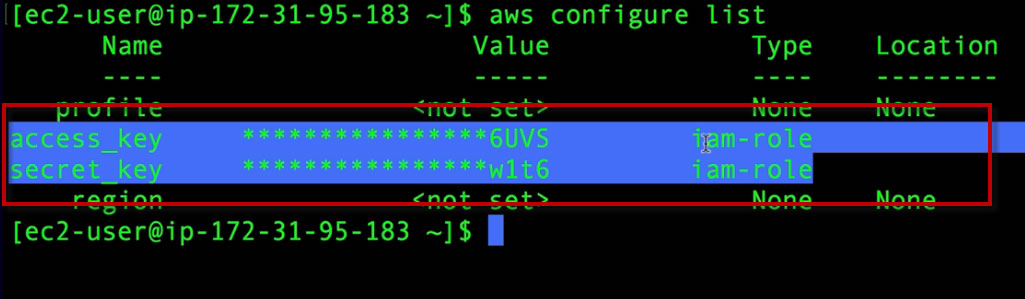 [ec2-user@ip-172-31-95-183 ~]$ aws configure list
Name Value Type Location
---- ----- ---- --------
profile <not set> None None
access_key ****************6UVS iam-role
secret_key ****************w1t6 iam-role
region <not set> None None
[ec2-user@ip-172-31-95-183 ~]$